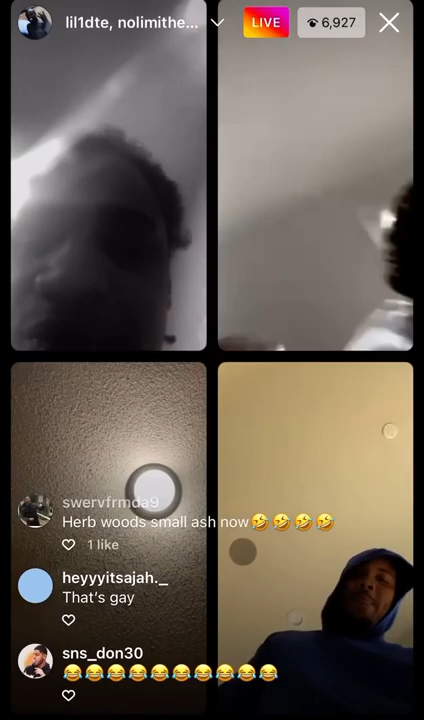 lil1dte, nolimithe...
LIVE
6,927
swervfrmda9
Herb woods small ash now🤣🤣🤣🤣
1 like
heyyyitsajah._
That's gay
sns_don30
😂😂😂😂😂😂😂😂😂😂